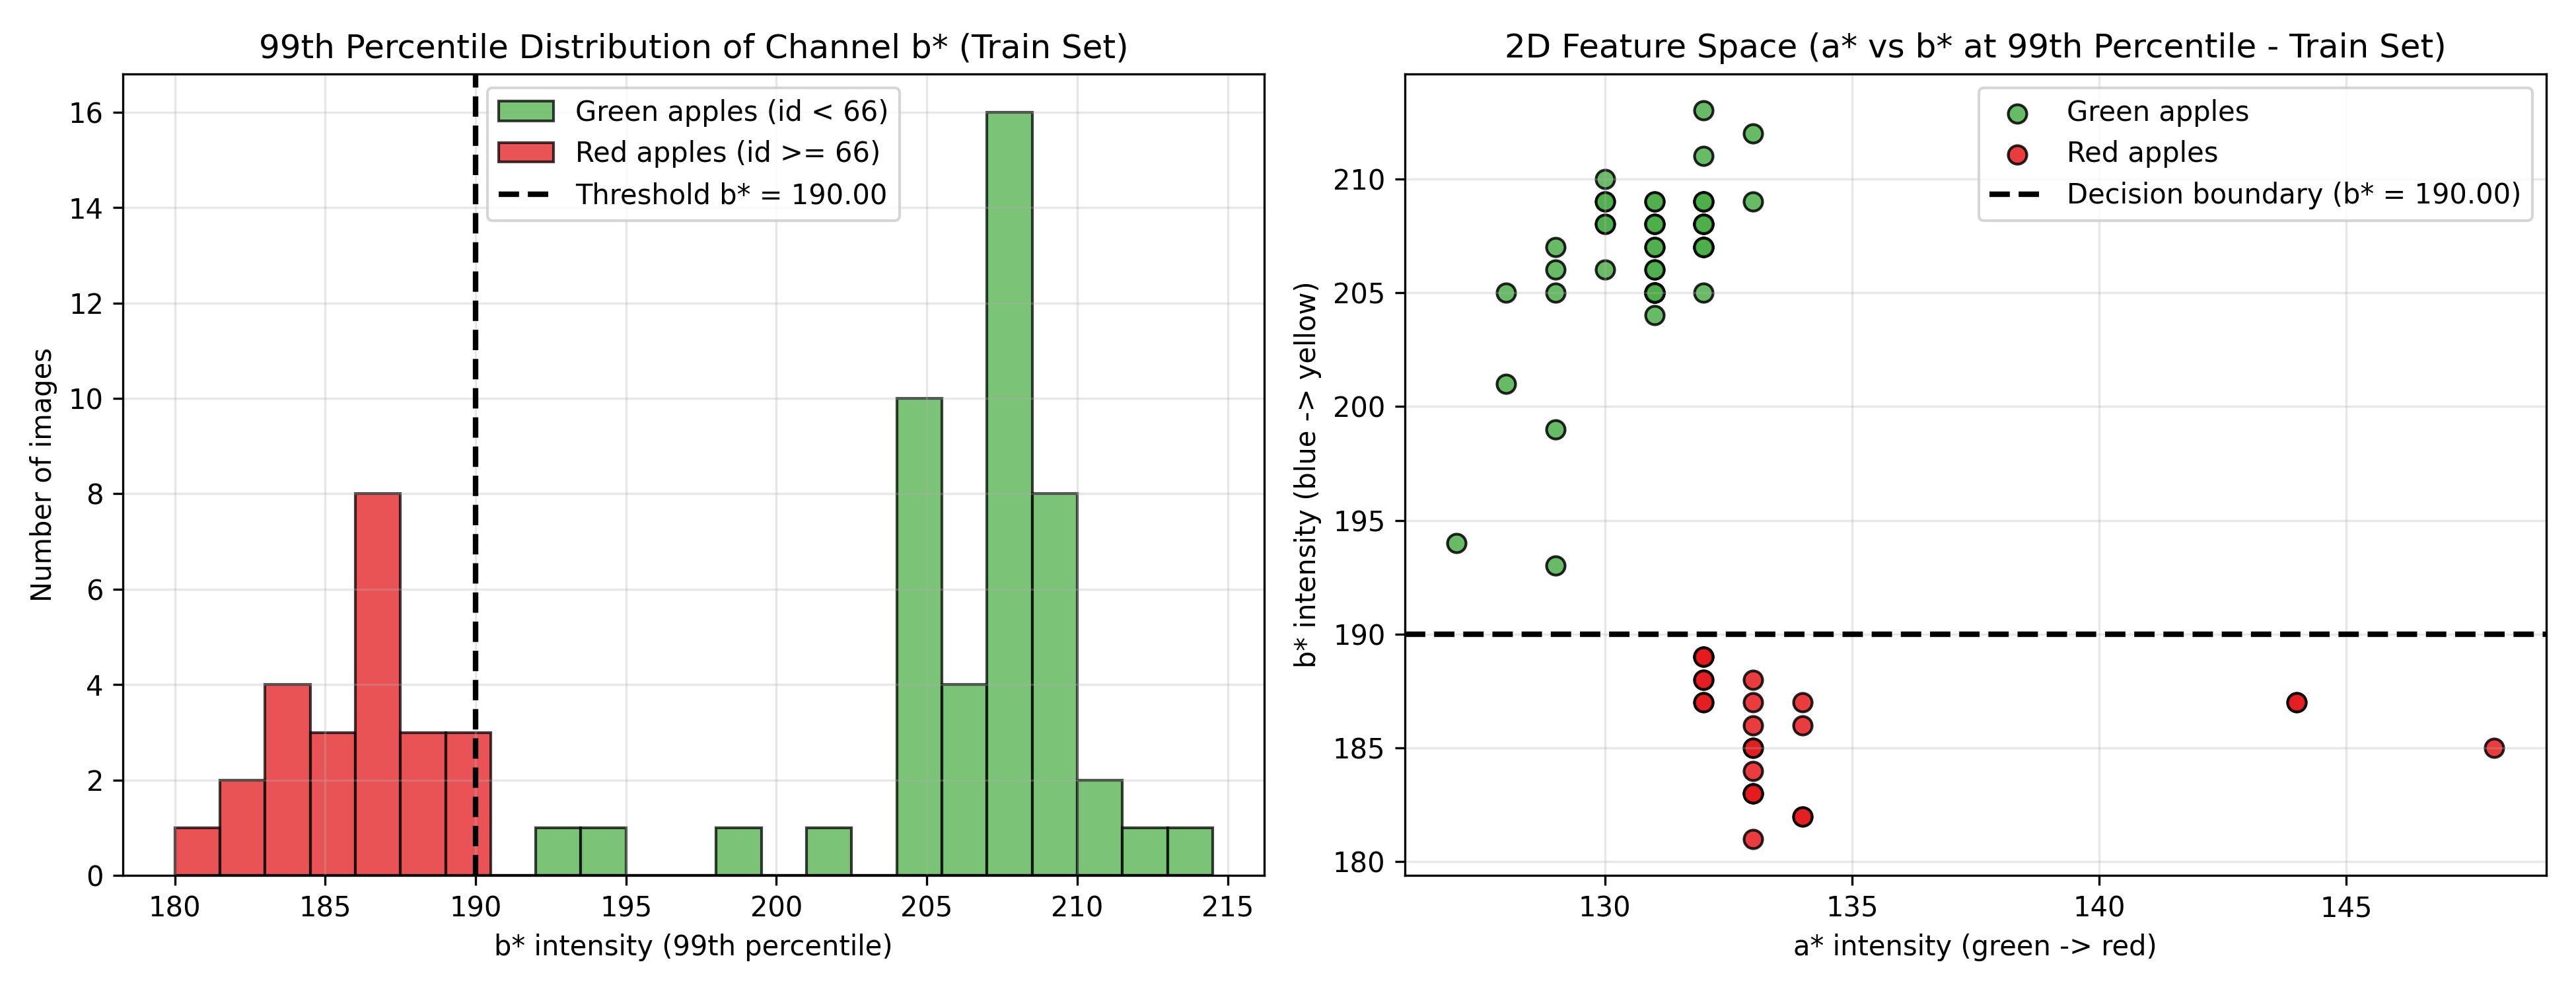 99th Percentile Distribution of Channel b* (Train Set)
Number of images
16
14
12
10
8
6
4
2
0
Green apples (id < 66)
Red apples (id >= 66)
Threshold b* = 190.00
180 185 190 195 200 205 210 215
b* intensity (99th percentile)
2D Feature Space (a* vs b* at 99th Percentile - Train Set)
b* intensity (blue -> yellow)
210
205
200
195
190
185
180
Green apples
Red apples
Decision boundary (b* = 190.00)
130 135 140 145
a* intensity (green -> red)